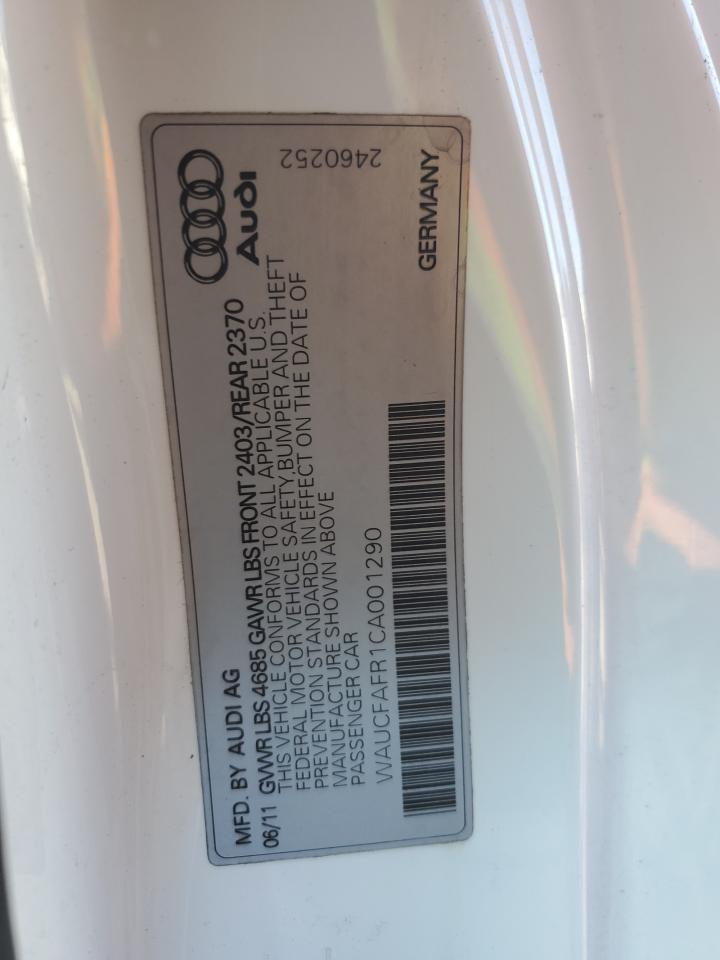 MFD. BY AUDI AG
Audi
06/11 GVWR LBS 4685 GAWR LBS FRONT 2403/REAR 2370
THIS VEHICLE CONFORMS TO ALL APPLICABLE U.S.
FEDERAL MOTOR VEHICLE SAFETY,BUMPER AND THEFT
PREVENTION STANDARDS IN EFFECT ON THE DATE OF
MANUFACTURE SHOWN ABOVE
PASSENGER CAR
2460252
WAUCFAFR1CA001290
GERMANY